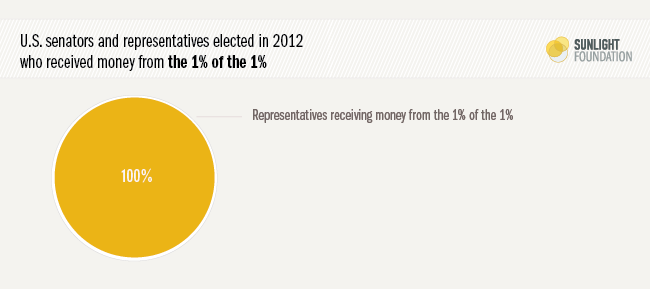 U.S. senators and representatives elected in 2012
who received money from the 1% of the 1%
SUNLIGHT
FOUNDATION
Representatives receiving money from the 1% of the 1%
100%